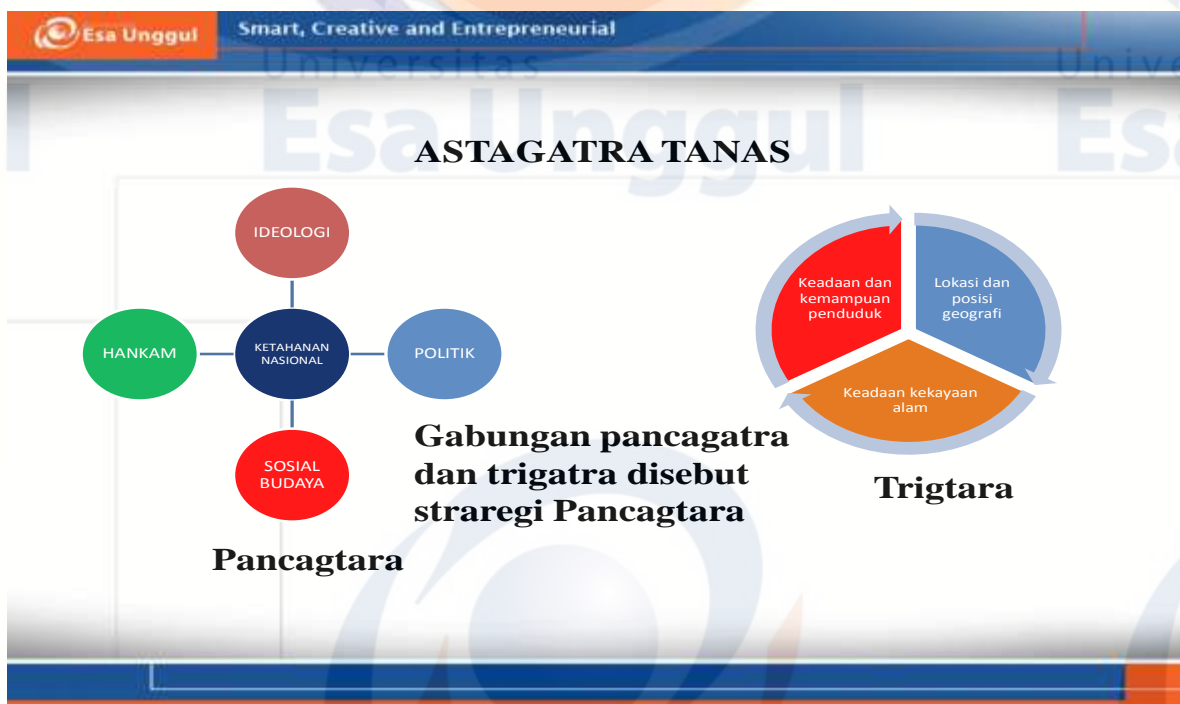 Esa Unggul
Smart, Creative and Entrepreneurial
Universitas
Esa Unggul
ASTAGATRA TANAS
IDEOLOGI
HANKAM
KETAHANAN
NASIONAL
POLITIK
SOSIAL
BUDAYA
Pancagtara
Gabungan pancagatra
dan trigatra disebut
straregi Pancagtara
Keadaan dan
kemampuan
penduduk
Lokasi dan
posisi
geografi
Keadaan kekayaan
alam
Trigtara